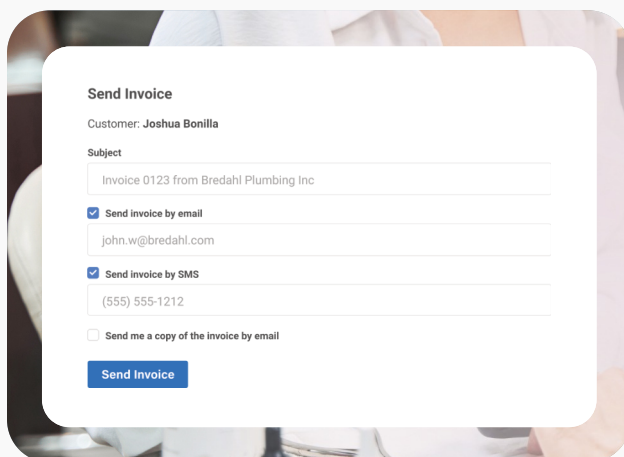 Send Invoice
Customer: Joshua Bonilla
Subject
Invoice 0123 from Bredahl Plumbing Inc
Send invoice by email
john.w@bredahl.com
Send invoice by SMS
(555) 555-1212
Send me a copy of the invoice by email
Send Invoice